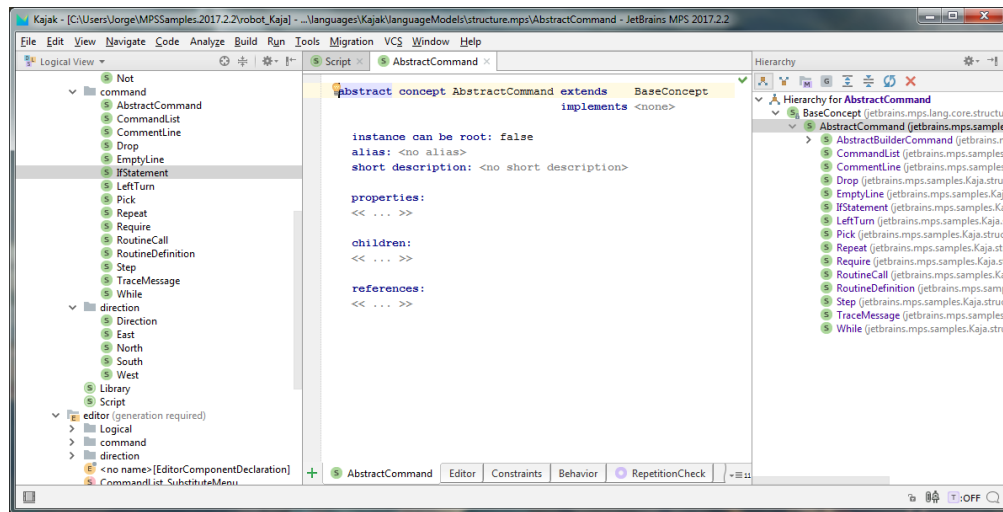 Kajak - [C:\Users\Jorge\MPSSamples.2017.2.2\robot_Kaja] - ...\languages\Kajak\languageModels\structure.mps\AbstractCommand - JetBrains MPS 2017.2.2
File Edit View Navigate Code Analyze Build Run Tools Migration VCS Window Help
Logical View
Not
command
AbstractCommand
CommandList
CommentLine
Drop
EmptyLine
IfStatement
LeftTurn
Pick
Repeat
Require
RoutineCall
RoutineDefinition
Step
TraceMessage
While
direction
Direction
East
North
South
West
Library
Script
editor (generation required)
Logical
command
direction
<no name>[EditorComponentDeclaration]
CommandList_SubstituteMenu
Script
AbstractCommand
abstract concept AbstractCommand extends BaseConcept
implements <none>
instance can be root: false
alias: <no alias>
short description: <no short description>
properties:
<< ... >>
children:
<< ... >>
references:
<< ... >>
AbstractCommand Editor Constraints Behavior RepetitionCheck
11
Hierarchy
Hierarchy for AbstractCommand
BaseConcept (jetbrains.mps.lang.core.structu
AbstractCommand (jetbrains.mps.sample
AbstractBuilderCommand (jetbrains.r
CommandList (jetbrains.mps.samples
CommentLine (jetbrains.mps.samples
Drop (jetbrains.mps.samples.Kaja.stru
EmptyLine (jetbrains.mps.samples.Ka
IfStatement (jetbrains.mps.samples.Ka
LeftTurn (jetbrains.mps.samples.Kaja.
Pick (jetbrains.mps.samples.Kaja.struc
Repeat (jetbrains.mps.samples.Kaja.st
Require (jetbrains.mps.samples.Kaja.s
RoutineCall (jetbrains.mps.samples.Ka
RoutineDefinition (jetbrains.mps.sam
Step (jetbrains.mps.samples.Kaja.struc
TraceMessage (jetbrains.mps.samples
While (jetbrains.mps.samples.Kaja.stru
T :OFF